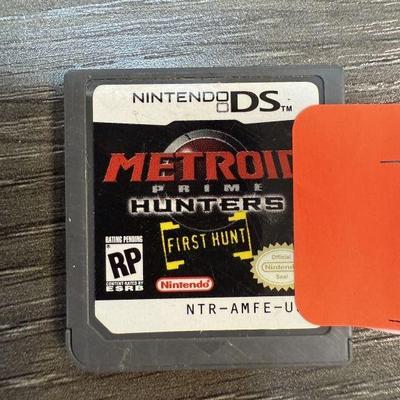 NINTENDO DS™
METROID
PRIME
HUNTERS
FIRST HUNT
RATING PENDING
RP
CONTENT RATED BY
ESRB
Nintendo
Official
Nintendo
Seal
NTR-AMFE-U